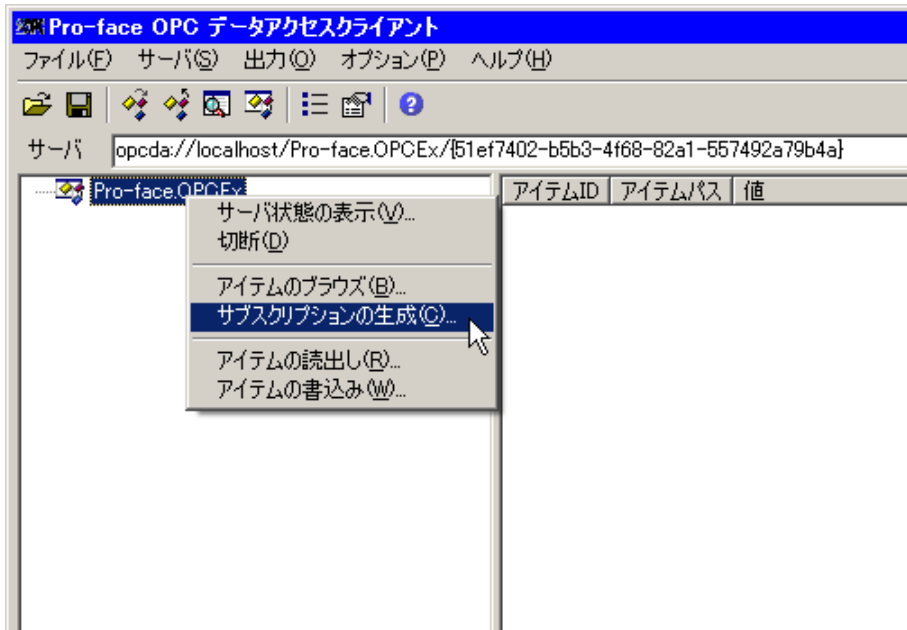 Pro-face OPC データアクセスクライアント
ファイル(F) サーバ(S) 出力(O) オプション(P) ヘルプ(H)
サーバ opcda://localhost/Pro-face.OPCEx/{51ef7402-b5b3-4f68-82a1-557492a79b4a}
Pro-face.OPCEx
アイテムID アイテムパス 値
サーバ状態の表示(V)...
切断(D)
アイテムのブラウズ(B)...
サブスクリプションの生成(C)...
アイテムの読出し(R)...
アイテムの書込み(W)...